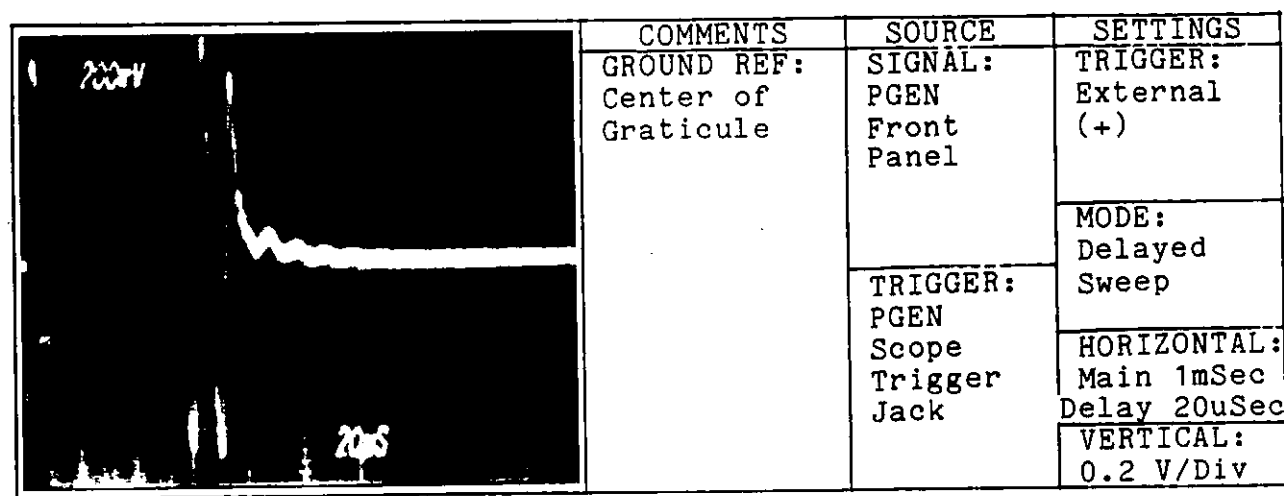 200mV
20µS
COMMENTS
GROUND REF:
Center of
Graticule
SOURCE
SIGNAL:
PGEN
Front
Panel
TRIGGER:
PGEN
Scope
Trigger
Jack
SETTINGS
TRIGGER:
External
(+)
MODE:
Delayed
Sweep
HORIZONTAL:
Main 1mSec
Delay 20uSec
VERTICAL:
0.2 V/Div